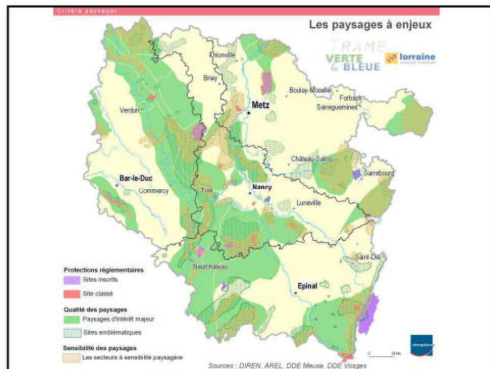 Critère paysager
Les paysages à enjeux
TRAME
VERTE
& BLEUE
lorraine
Thionville
Briey
Boulay-Moselle
Forbach
Metz
Sarreguemines
Verdun
Château-Salins
Bar-le-Duc
Sarrebourg
Commercy
Toul
Nancy
Lunéville
Neufchâteau
Saint-Dié
Epinal
Protections réglementaires
Sites inscrits
Site classé
Qualité des paysages
Paysages d'intérêt majeur
Sites emblématiques
Sensibilité des paysages
Les secteurs à sensibilité paysagère
Sources : DIREN, AREL, DDE Meuse, DDE Vosges